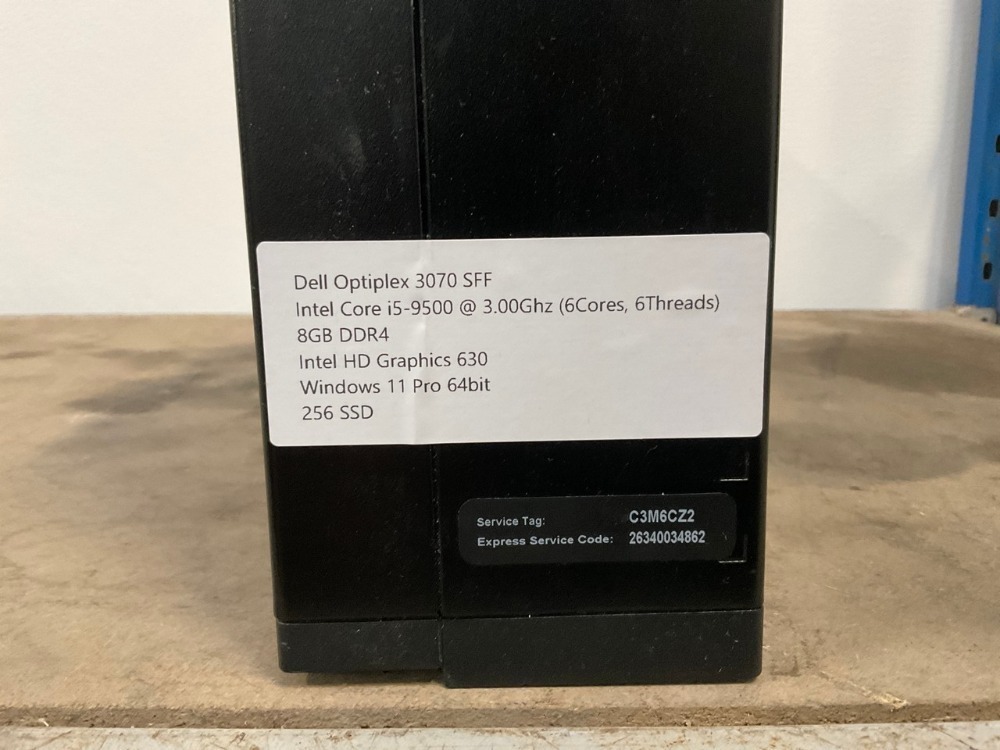 Dell Optiplex 3070 SFF
Intel Core i5-9500 @ 3.00Ghz (6Cores, 6Threads)
8GB DDR4
Intel HD Graphics 630
Windows 11 Pro 64bit
256 SSD
Service Tag: C3M6CZ2
Express Service Code: 26340034862